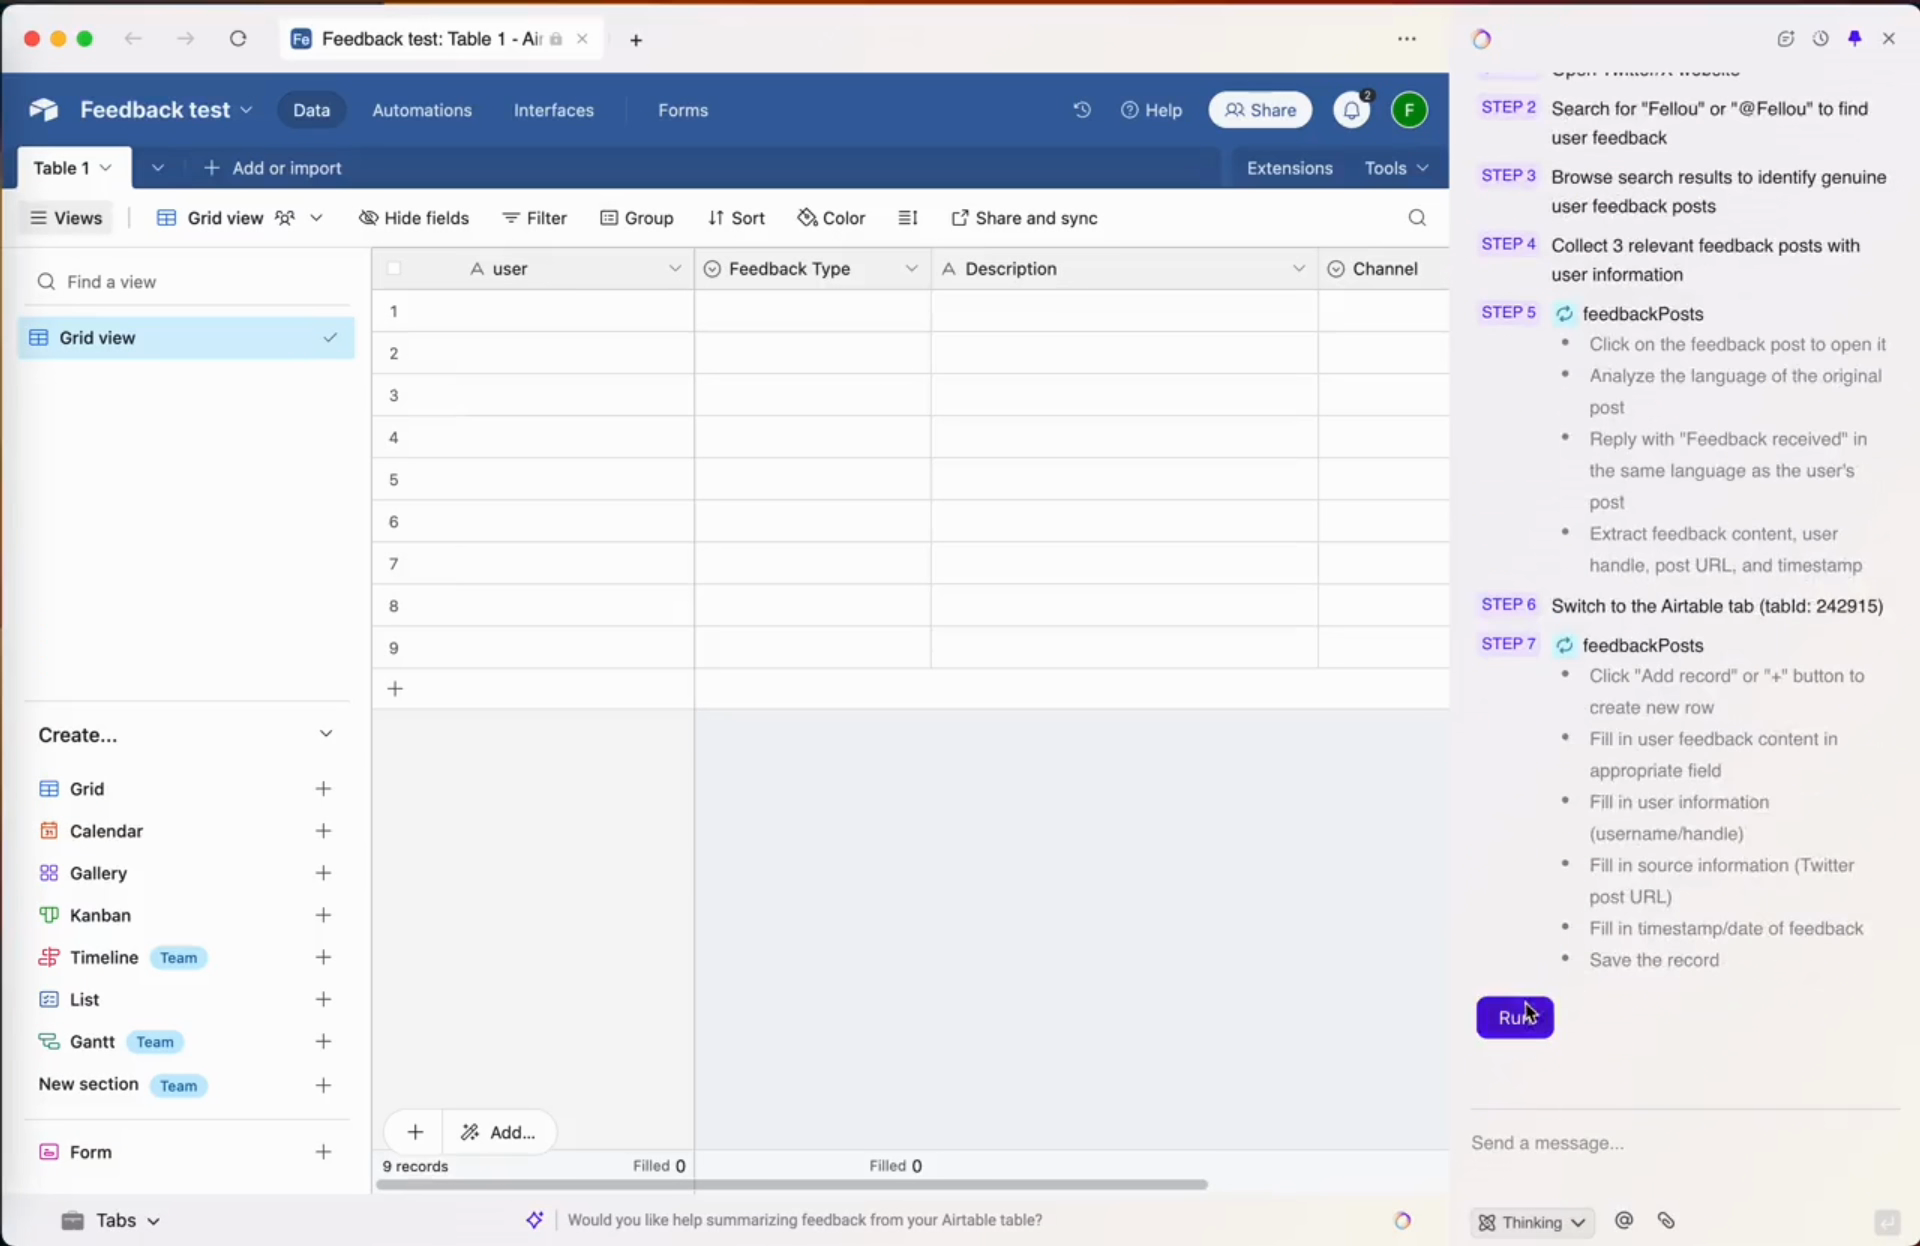 Fe Feedback test: Table 1 - Air
Feedback test
Data
Automations
Interfaces
Forms
Help
Share
2
F
Table 1
Add or import
Extensions
Tools
Views
Grid view
Hide fields
Filter
Group
Sort
Color
Share and sync
Find a view
Grid view
user
Feedback Type
Description
Channel
1
2
3
4
5
6
7
8
9
Create...
Grid
Calendar
Gallery
Kanban
Timeline Team
List
Gantt Team
New section Team
Form
Add...
9 records
Filled 0
Filled 0
Tabs
Would you like help summarizing feedback from your Airtable table?
STEP 2 Search for "Fellou" or "@Fellou" to find
user feedback
STEP 3 Browse search results to identify genuine
user feedback posts
STEP 4 Collect 3 relevant feedback posts with
user information
STEP 5 feedbackPosts
• Click on the feedback post to open it
• Analyze the language of the original
post
• Reply with "Feedback received" in
the same language as the user's
post
• Extract feedback content, user
handle, post URL, and timestamp
STEP 6 Switch to the Airtable tab (tabId: 242915)
STEP 7 feedbackPosts
• Click "Add record" or "+" button to
create new row
• Fill in user feedback content in
appropriate field
• Fill in user information
(username/handle)
• Fill in source information (Twitter
post URL)
• Fill in timestamp/date of feedback
• Save the record
Run
Send a message...
Thinking